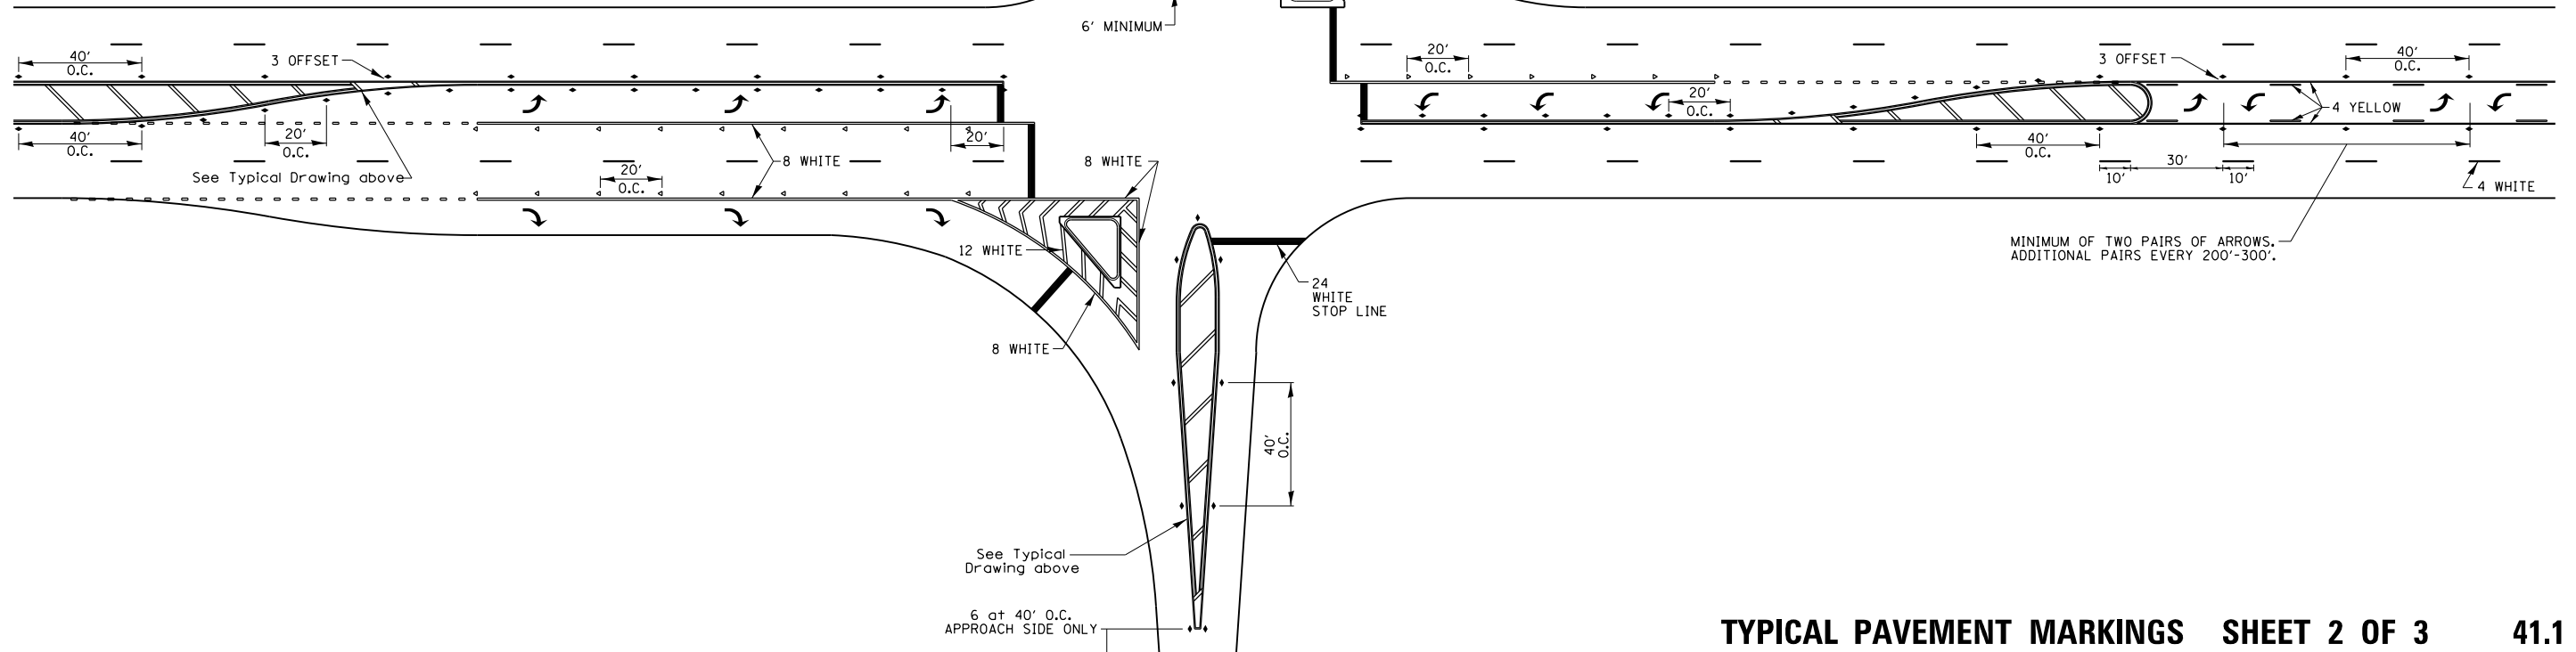 6' MINIMUM
40'
O.C.
3 OFFSET
20'
O.C.
3 OFFSET
40'
O.C.
20'
4 YELLOW
40'
O.C.
20'
O.C.
See Typical Drawing above
20'
O.C.
8 WHITE
20'
8 WHITE
40'
O.C.
30'
10'
10'
4 WHITE
12 WHITE
8 WHITE
24
WHITE
STOP LINE
MINIMUM OF TWO PAIRS OF ARROWS.
ADDITIONAL PAIRS EVERY 200'-300'.
40'
O.C.
See Typical
Drawing above
6 at 40' O.C.
APPROACH SIDE ONLY
TYPICAL PAVEMENT MARKINGS SHEET 2 OF 3 41.1